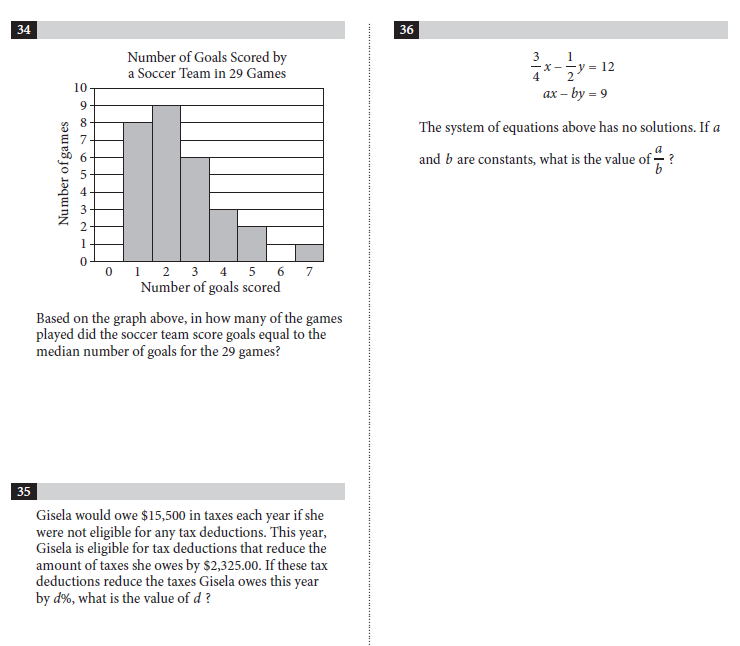 34
Number of Goals Scored by
a Soccer Team in 29 Games
Number of games
10
9
8
7
6
5
4
3
2
1
0
0 1 2 3 4 5 6 7
Number of goals scored
Based on the graph above, in how many of the games
played did the soccer team score goals equal to the
median number of goals for the 29 games?
35
Gisela would owe $15,500 in taxes each year if she
were not eligible for any tax deductions. This year,
Gisela is eligible for tax deductions that reduce the
amount of taxes she owes by $2,325.00. If these tax
deductions reduce the taxes Gisela owes this year
by d%, what is the value of d ?
36
3/4 x – 1/2 y = 12
ax – by = 9
The system of equations above has no solutions. If a
and b are constants, what is the value of a/b ?